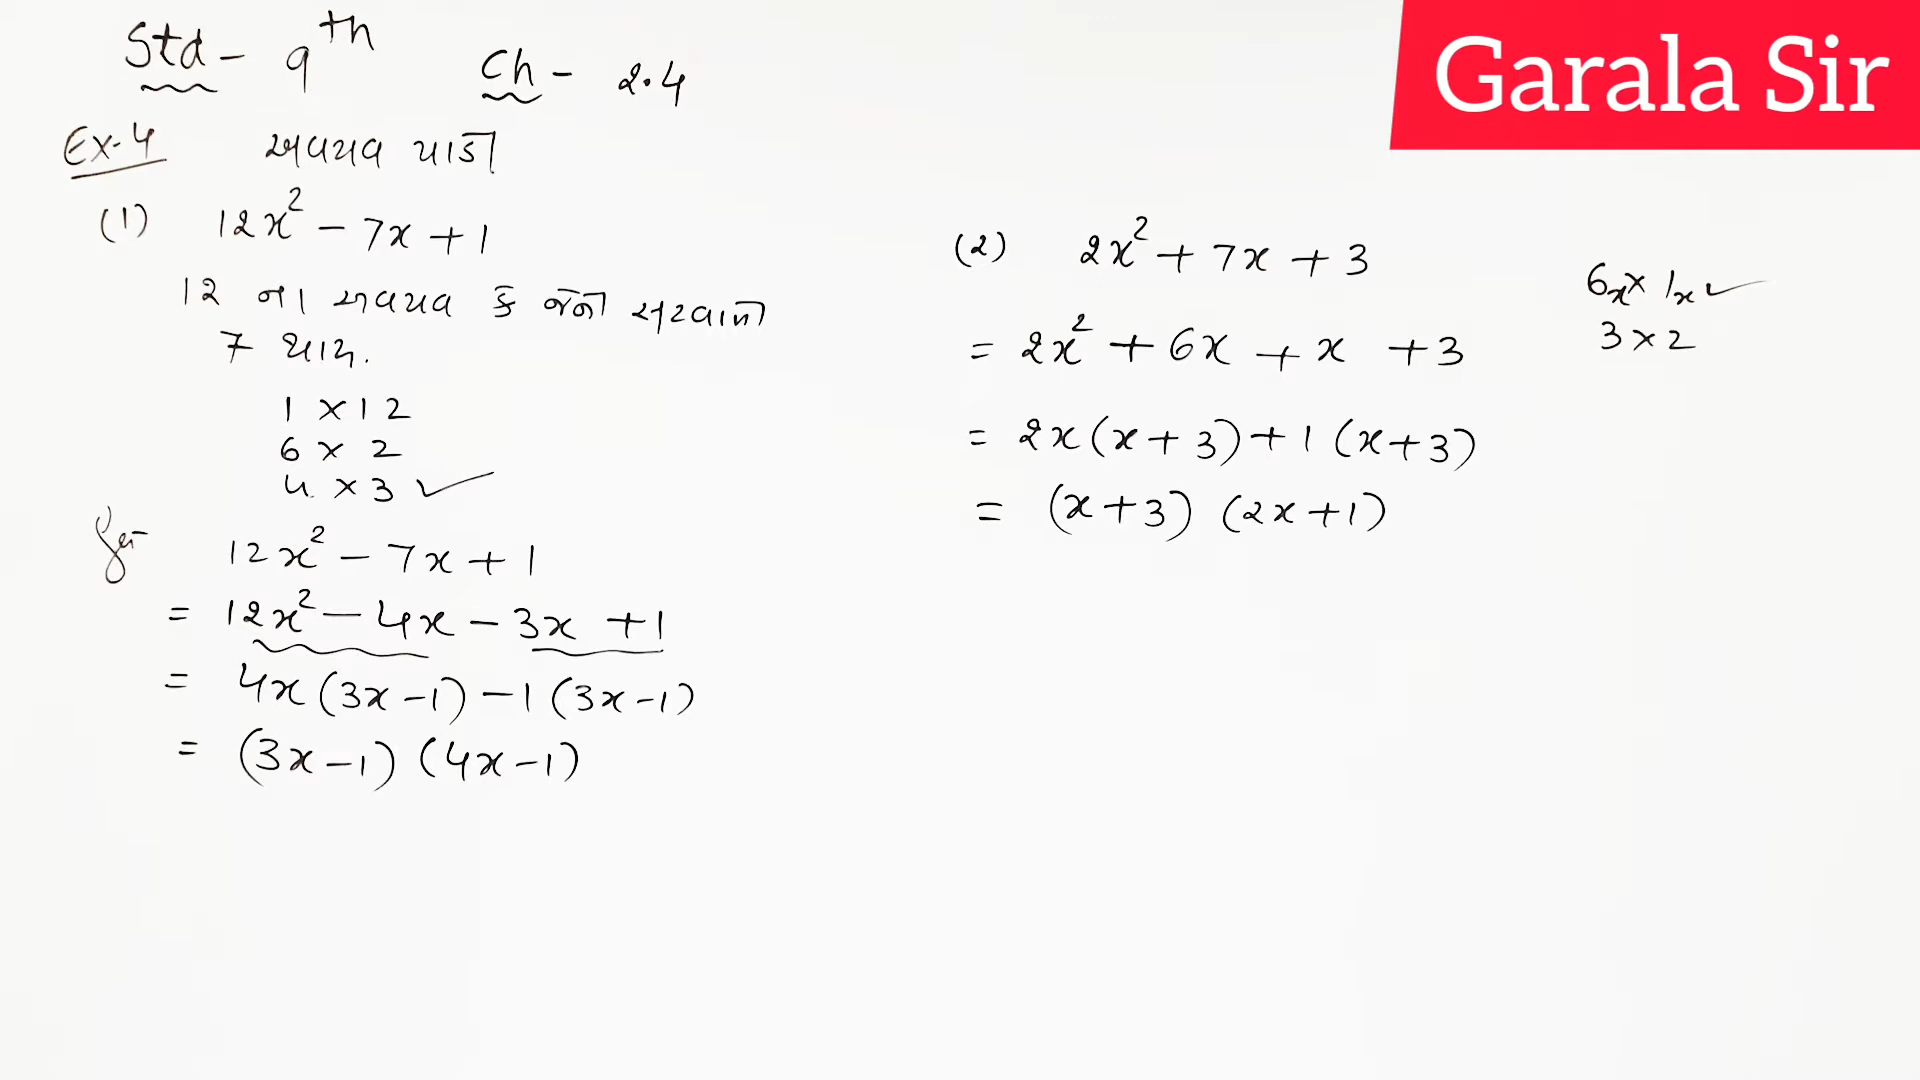 Std - 9th Ch - 2.4
Garala Sir
Ex-4 અવયવ પાડો
(1) 12x² - 7x + 1
12 ના અવયવ કે જેનો સરવાળો
7 થાય.
1 × 12
6 × 2
4 × 3 ✓
12x² - 7x + 1
= 12x² - 4x - 3x + 1
= 4x (3x - 1) - 1 (3x - 1)
= (3x - 1) (4x - 1)
(2) 2x² + 7x + 3
6x × 1x ✓
3 × 2
= 2x² + 6x + x + 3
= 2x (x + 3) + 1 (x + 3)
= (x + 3) (2x + 1)